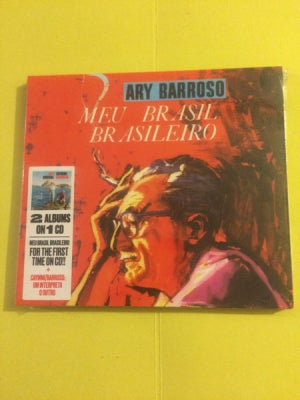 ARY BARROSO
MEU BRASIL
BRASILEIRO
2 ALBUMS
ON 1 CD
MEU BRASIL BRASILEIRO
FOR THE FIRST
TIME ON CD!!
+
CAYMMI/BARROSO:
UM INTERPRETA
O OUTRO